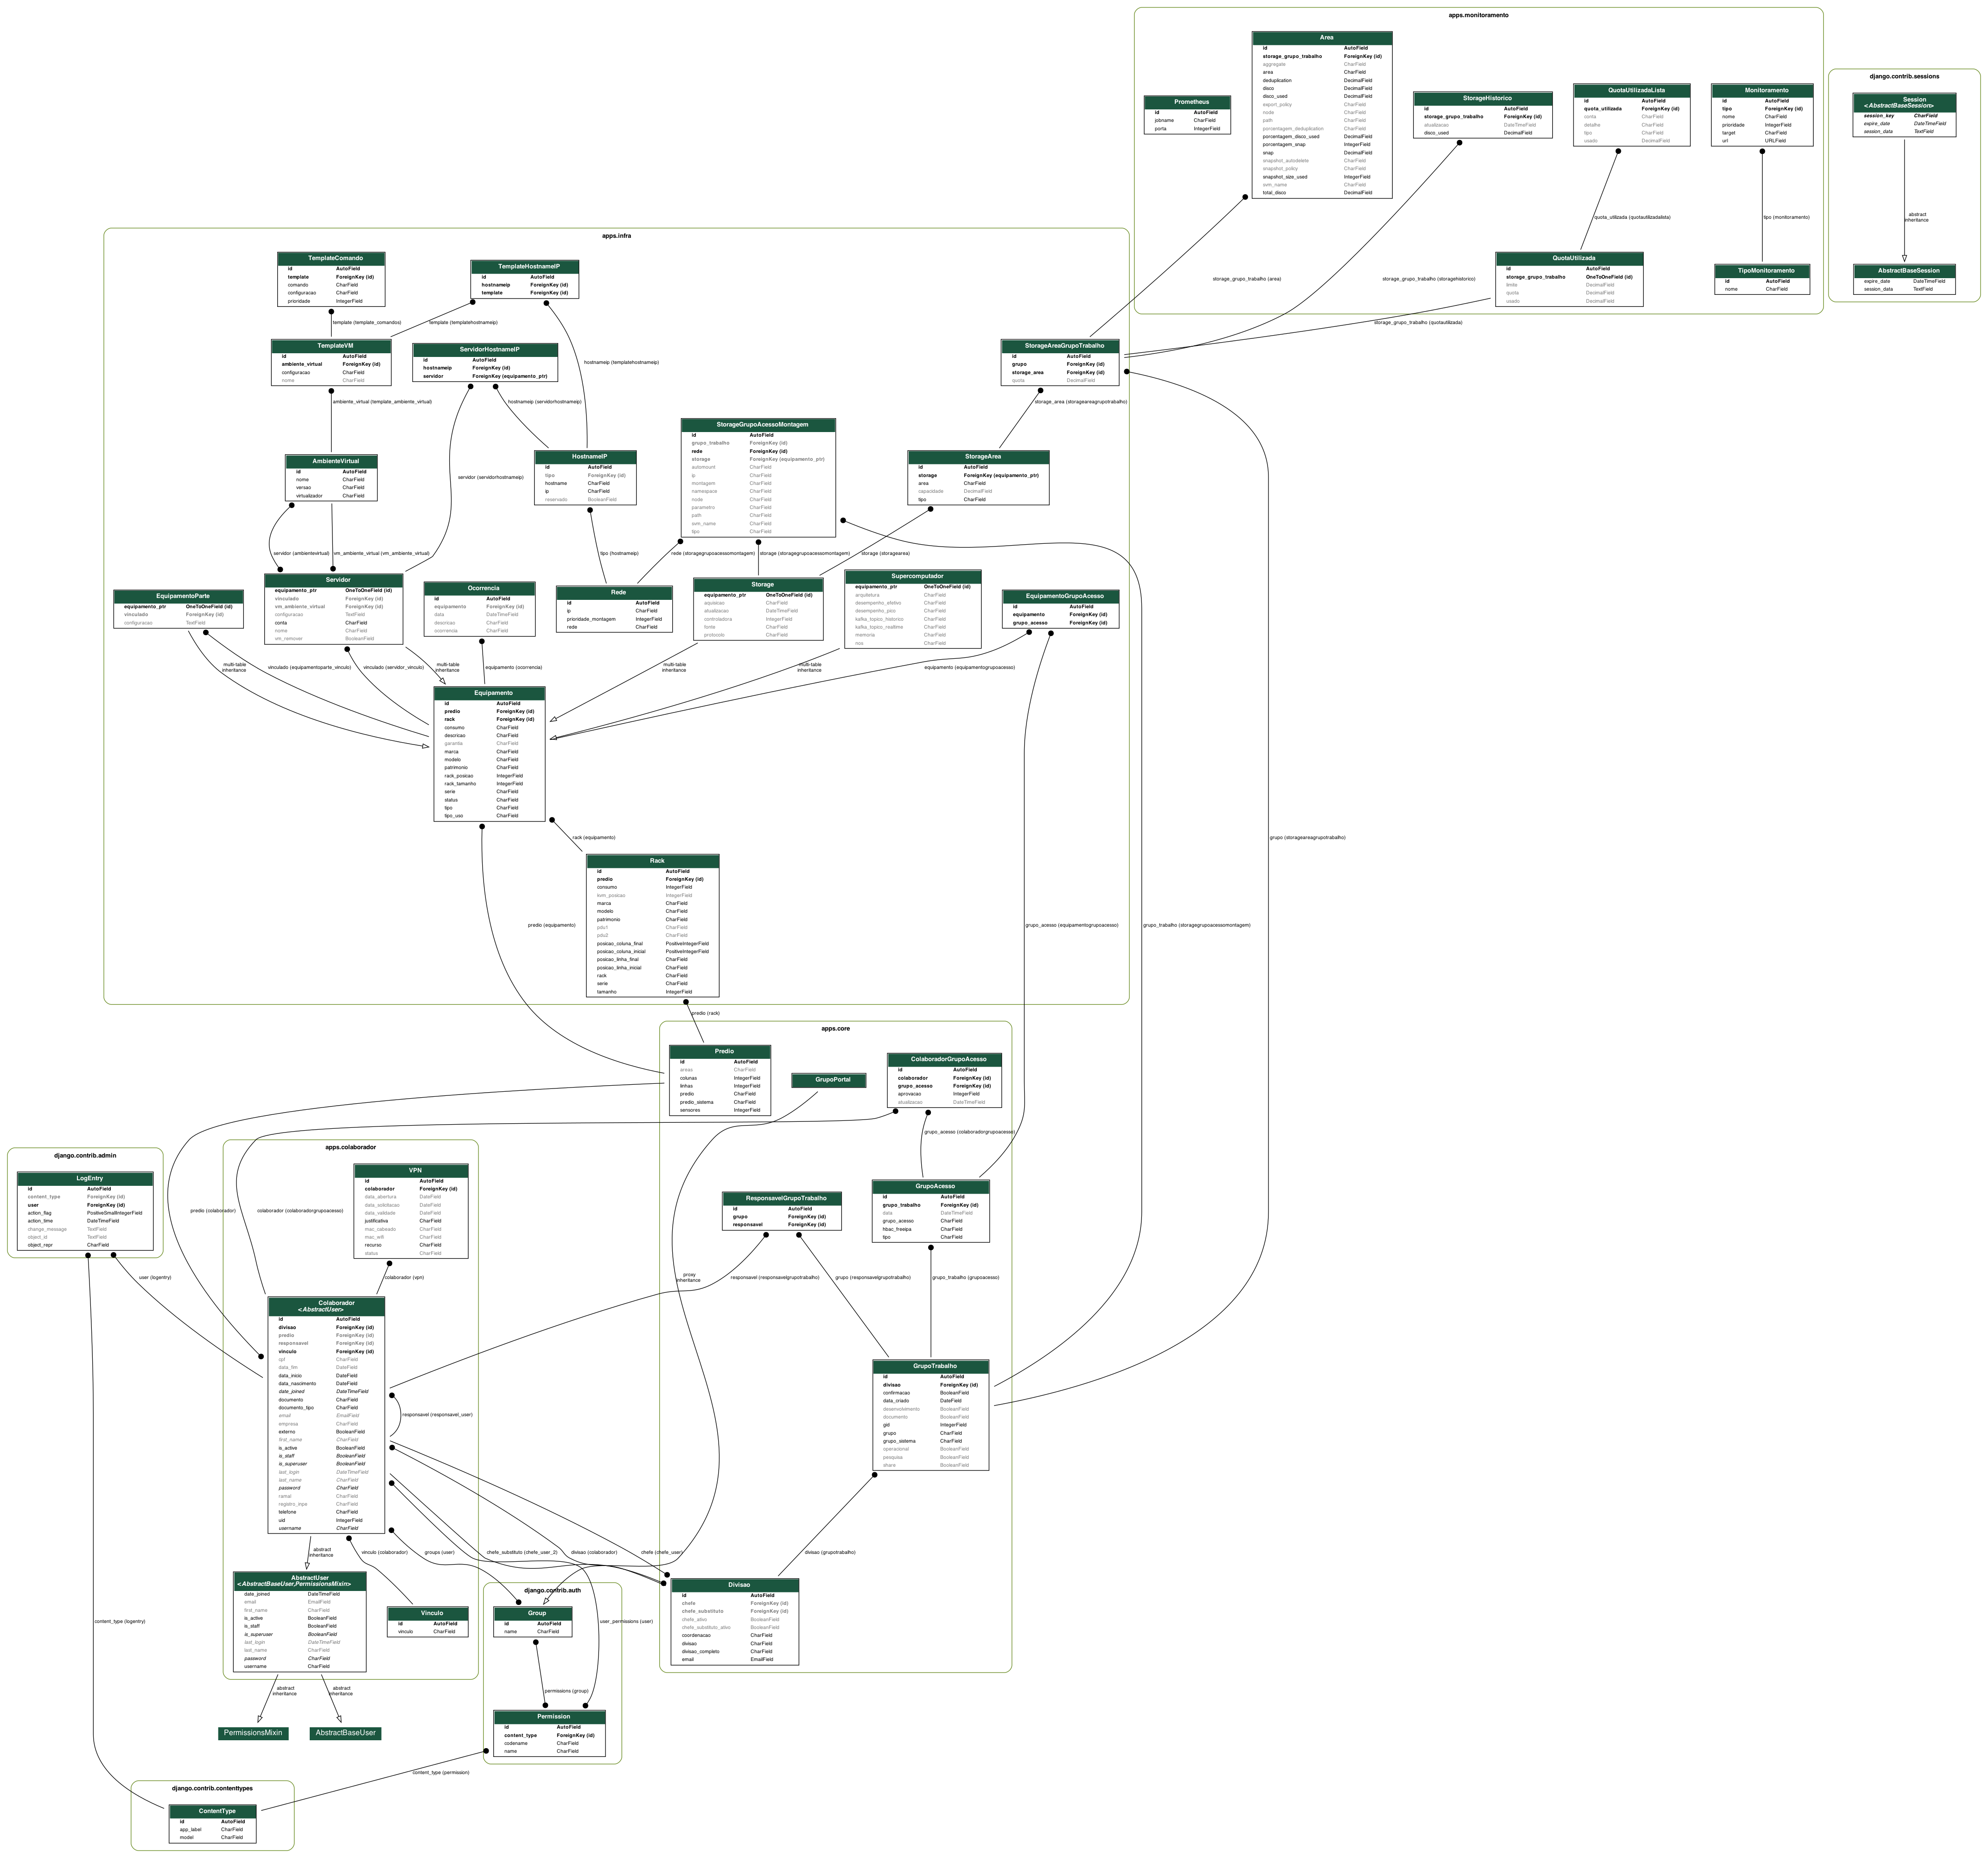 apps.monitoramento
Area
id AutoField
storage_grupo_trabalho ForeignKey (id)
aggregate CharField
area CharField
deduplication DecimalField
disco DecimalField
disco_used DecimalField
export_policy CharField
node CharField
path CharField
porcentagem_deduplication CharField
porcentagem_disco_used DecimalField
porcentagem_snap IntegerField
snap DecimalField
snapshot_autodelete CharField
snapshot_policy CharField
snapshot_size_used IntegerField
svm_name CharField
total_disco DecimalField
Prometheus
id AutoField
jobname CharField
porta IntegerField
StorageHistorico
id AutoField
storage_grupo_trabalho ForeignKey (id)
atualizacao DateTimeField
disco_used DecimalField
QuotaUtilizadaLista
id AutoField
quota_utilizada ForeignKey (id)
conta CharField
detalhe CharField
tipo CharField
usado DecimalField
Monitoramento
id AutoField
tipo ForeignKey (id)
nome CharField
prioridade IntegerField
target CharField
url URLField
quota_utilizada (quotautilizadalista)
tipo (monitoramento)
QuotaUtilizada
id AutoField
storage_grupo_trabalho OneToOneField (id)
limite DecimalField
quota DecimalField
usado DecimalField
TipoMonitoramento
id AutoField
nome CharField
storage_grupo_trabalho (area)
storage_grupo_trabalho (storagehistorico)
storage_grupo_trabalho (quotautilizada)
django.contrib.sessions
Session
<AbstractBaseSession>
session_key CharField
expire_date DateTimeField
session_data TextField
abstract
inheritance
AbstractBaseSession
expire_date DateTimeField
session_data TextField
apps.infra
TemplateComando
id AutoField
template ForeignKey (id)
comando CharField
configuracao CharField
prioridade IntegerField
TemplateHostnameIP
id AutoField
hostnameip ForeignKey (id)
template ForeignKey (id)
template (template_comandos)
template (templatehostnameip)
TemplateVM
id AutoField
ambiente_virtual ForeignKey (id)
configuracao CharField
nome CharField
ServidorHostnameIP
id AutoField
hostnameip ForeignKey (id)
servidor ForeignKey (equipamento_ptr)
hostnameip (templatehostnameip)
StorageAreaGrupoTrabalho
id AutoField
grupo ForeignKey (id)
storage_area ForeignKey (id)
quota DecimalField
ambiente_virtual (template_ambiente_virtual)
hostnameip (servidorhostnameip)
storage_area (storageareagrupotrabalho)
StorageGrupoAcessoMontagem
id AutoField
grupo_trabalho ForeignKey (id)
rede ForeignKey (id)
storage ForeignKey (equipamento_ptr)
automount CharField
ip CharField
montagem CharField
namespace CharField
node CharField
parametro CharField
path CharField
svm_name CharField
tipo CharField
AmbienteVirtual
id AutoField
nome CharField
versao CharField
virtualizador CharField
HostnameIP
id AutoField
tipo ForeignKey (id)
hostname CharField
ip CharField
reservado BooleanField
StorageArea
id AutoField
storage ForeignKey (equipamento_ptr)
area CharField
capacidade DecimalField
tipo CharField
servidor (servidorhostnameip)
servidor (ambientevirtual)
vm_ambiente_virtual (vm_ambiente_virtual)
tipo (hostnameip)
rede (storagegrupoacessomontagem)
storage (storagegrupoacessomontagem)
storage (storagearea)
EquipamentoParte
equipamento_ptr OneToOneField (id)
vinculado ForeignKey (id)
configuracao TextField
Servidor
equipamento_ptr OneToOneField (id)
vinculado ForeignKey (id)
vm_ambiente_virtual ForeignKey (id)
configuracao TextField
conta CharField
nome CharField
vm_remover BooleanField
Ocorrencia
id AutoField
equipamento ForeignKey (id)
data DateTimeField
descricao CharField
ocorrencia CharField
Rede
id AutoField
ip CharField
prioridade_montagem IntegerField
rede CharField
Storage
equipamento_ptr OneToOneField (id)
aquisicao CharField
atualizacao DateTimeField
controladora IntegerField
fonte CharField
protocolo CharField
Supercomputador
equipamento_ptr OneToOneField (id)
arquitetura CharField
desempenho_efetivo CharField
desempenho_pico CharField
kafka_topico_historico CharField
kafka_topico_realtime CharField
memoria CharField
nos CharField
EquipamentoGrupoAcesso
id AutoField
equipamento ForeignKey (id)
grupo_acesso ForeignKey (id)
multi-table
inheritance
vinculado (equipamentoparte_vinculo)
vinculado (servidor_vinculo)
multi-table
inheritance
equipamento (ocorrencia)
multi-table
inheritance
multi-table
inheritance
equipamento (equipamentogrupoacesso)
Equipamento
id AutoField
predio ForeignKey (id)
rack ForeignKey (id)
consumo CharField
descricao CharField
garantia CharField
marca CharField
modelo CharField
patrimonio CharField
rack_posicao IntegerField
rack_tamanho IntegerField
serie CharField
status CharField
tipo CharField
tipo_uso CharField
rack (equipamento)
grupo (storageareagrupotrabalho)
Rack
id AutoField
predio ForeignKey (id)
consumo IntegerField
kvm_posicao IntegerField
marca CharField
modelo CharField
patrimonio CharField
pdu1 CharField
pdu2 CharField
posicao_coluna_final PositiveIntegerField
posicao_coluna_inicial PositiveIntegerField
posicao_linha_final CharField
posicao_linha_inicial CharField
rack CharField
serie CharField
tamanho IntegerField
predio (equipamento)
grupo_acesso (equipamentogrupoacesso)
grupo_trabalho (storagegrupoacessomontagem)
predio (rack)
apps.core
Predio
id AutoField
areas CharField
colunas IntegerField
linhas IntegerField
predio CharField
predio_sistema CharField
sensores IntegerField
GrupoPortal
ColaboradorGrupoAcesso
id AutoField
colaborador ForeignKey (id)
grupo_acesso ForeignKey (id)
aprovacao IntegerField
atualizacao DateTimeField
grupo_acesso (colaboradorgrupoacesso)
GrupoAcesso
id AutoField
grupo_trabalho ForeignKey (id)
data DateTimeField
grupo_acesso CharField
hbac_freeipa CharField
tipo CharField
ResponsavelGrupoTrabalho
id AutoField
grupo ForeignKey (id)
responsavel ForeignKey (id)
proxy
inheritance
responsavel (responsavelgrupotrabalho)
grupo (responsavelgrupotrabalho)
grupo_trabalho (grupoacesso)
GrupoTrabalho
id AutoField
divisao ForeignKey (id)
confirmacao BooleanField
data_criado DateField
desenvolvimento BooleanField
documento BooleanField
gid IntegerField
grupo CharField
grupo_sistema CharField
operacional BooleanField
pesquisa BooleanField
share BooleanField
divisao (grupotrabalho)
Divisao
id AutoField
chefe ForeignKey (id)
chefe_substituto ForeignKey (id)
chefe_ativo BooleanField
chefe_substituto_ativo BooleanField
coordenacao CharField
divisao CharField
divisao_completo CharField
email EmailField
django.contrib.admin
LogEntry
id AutoField
content_type ForeignKey (id)
user ForeignKey (id)
action_flag PositiveSmallIntegerField
action_time DateTimeField
change_message TextField
object_id TextField
object_repr CharField
user (logentry)
predio (colaborador)
colaborador (colaboradorgrupoacesso)
apps.colaborador
VPN
id AutoField
colaborador ForeignKey (id)
data_abertura DateField
data_solicitacao DateField
data_validade DateField
justificativa CharField
mac_cabeado CharField
mac_wifi CharField
recurso CharField
status CharField
colaborador (vpn)
Colaborador
<AbstractUser>
id AutoField
divisao ForeignKey (id)
predio ForeignKey (id)
responsavel ForeignKey (id)
vinculo ForeignKey (id)
cpf CharField
data_fim DateField
data_inicio DateField
data_nascimento DateField
date_joined DateTimeField
documento CharField
documento_tipo CharField
email EmailField
empresa CharField
externo BooleanField
first_name CharField
is_active BooleanField
is_staff BooleanField
is_superuser BooleanField
last_login DateTimeField
last_name CharField
password CharField
ramal CharField
registro_inpe CharField
telefone CharField
uid IntegerField
username CharField
responsavel (responsavel_user)
abstract
inheritance
vinculo (colaborador)
groups (user)
chefe_substituto (chefe_user_2)
divisao (colaborador)
chefe (chefe_user)
AbstractUser
<AbstractBaseUser,PermissionsMixin>
date_joined DateTimeField
email EmailField
first_name CharField
is_active BooleanField
is_staff BooleanField
is_superuser BooleanField
last_login DateTimeField
last_name CharField
password CharField
username CharField
Vinculo
id AutoField
vinculo CharField
abstract
inheritance
abstract
inheritance
PermissionsMixin
AbstractBaseUser
django.contrib.auth
Group
id AutoField
name CharField
user_permissions (user)
permissions (group)
Permission
id AutoField
content_type ForeignKey (id)
codename CharField
name CharField
content_type (logentry)
content_type (permission)
django.contrib.contenttypes
ContentType
id AutoField
app_label CharField
model CharField